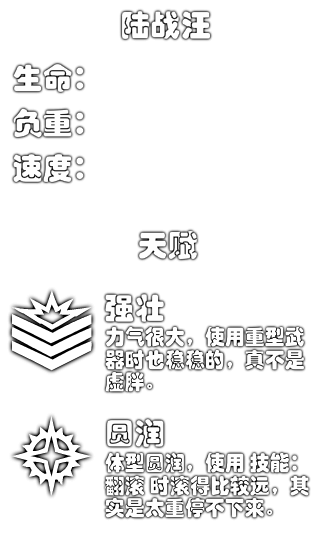 陆战汪
生命：
负重：
速度：
天赋
强壮
力气很大，使用重型武
器时也稳稳的，真不是
虚胖。
圆润
体型圆润，使用 技能：
翻滚 时滚得比较远，其
实是太重停不下来。